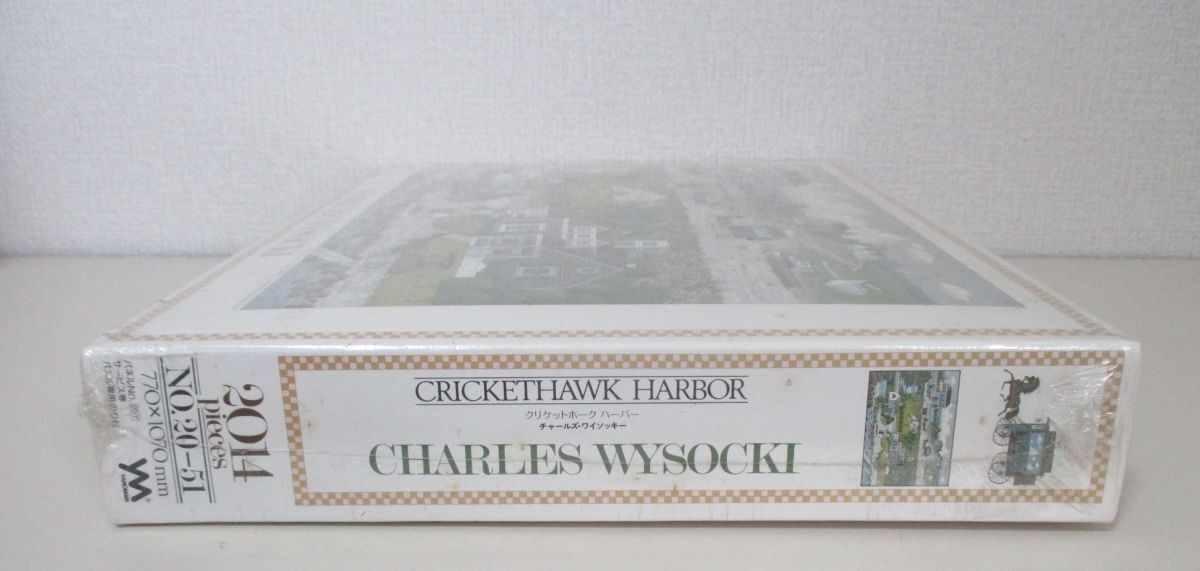 CRICKETHAWK HARBOR
クリケットホーク ハーバー
チャールズ・ワイソッキー
CHARLES WYSOCKI
2014
pieces
NO.20-51
770×1070mm
YANOMAN